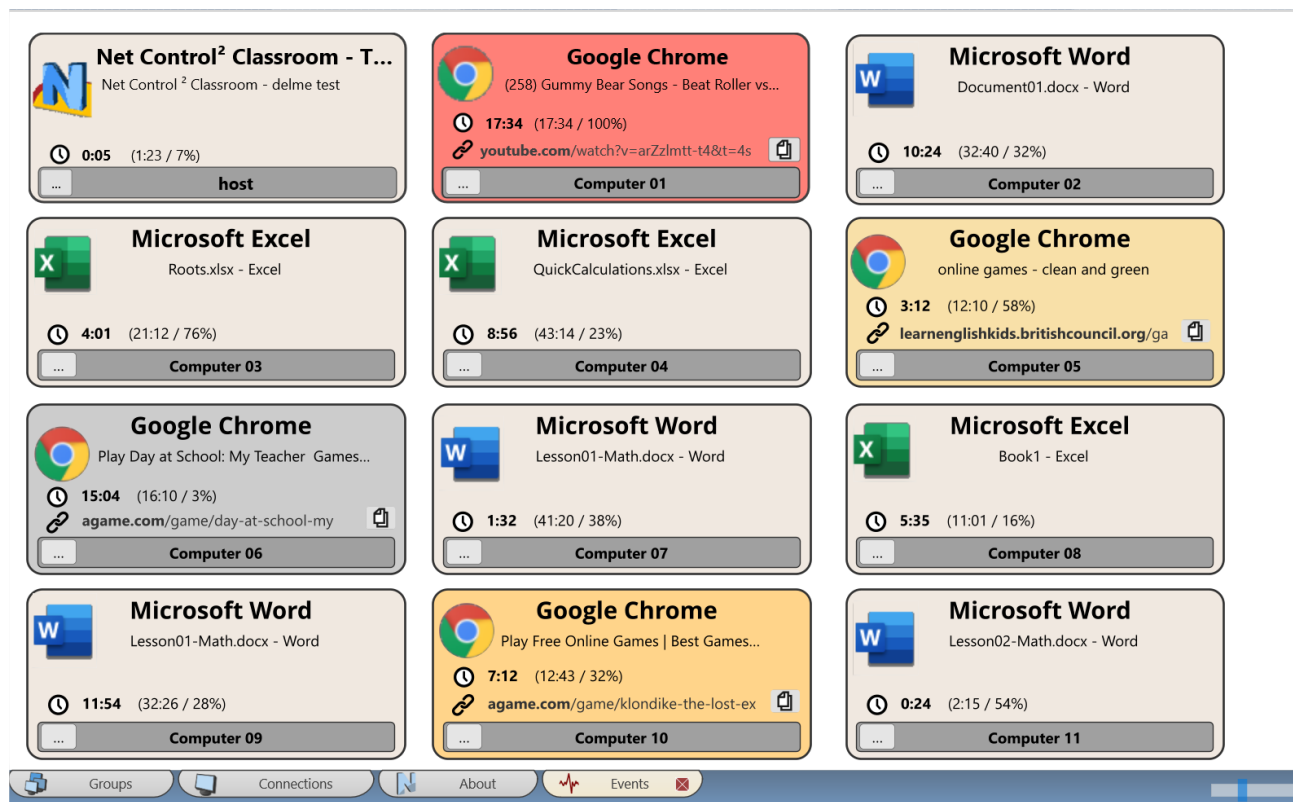 Net Control² Classroom - T...
Net Control ² Classroom - delme test
0:05 (1:23 / 7%)
... host
Google Chrome
(258) Gummy Bear Songs - Beat Roller vs...
17:34 (17:34 / 100%)
youtube.com/watch?v=arZzlmtt-t4&t=4s
... Computer 01
Microsoft Word
Document01.docx - Word
10:24 (32:40 / 32%)
... Computer 02
Microsoft Excel
Roots.xlsx - Excel
4:01 (21:12 / 76%)
... Computer 03
Microsoft Excel
QuickCalculations.xlsx - Excel
8:56 (43:14 / 23%)
... Computer 04
Google Chrome
online games - clean and green
3:12 (12:10 / 58%)
learnenglishkids.britishcouncil.org/ga
... Computer 05
Google Chrome
Play Day at School: My Teacher Games...
15:04 (16:10 / 3%)
agame.com/game/day-at-school-my
... Computer 06
Microsoft Word
Lesson01-Math.docx - Word
1:32 (41:20 / 38%)
... Computer 07
Microsoft Excel
Book1 - Excel
5:35 (11:01 / 16%)
... Computer 08
Microsoft Word
Lesson01-Math.docx - Word
11:54 (32:26 / 28%)
... Computer 09
Google Chrome
Play Free Online Games | Best Games...
7:12 (12:43 / 32%)
agame.com/game/klondike-the-lost-ex
... Computer 10
Microsoft Word
Lesson02-Math.docx - Word
0:24 (2:15 / 54%)
... Computer 11
Groups Connections About Events